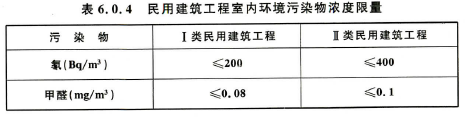 表 6.0.4 民用建筑工程室内环境污染物浓度限量
污染物 Ⅰ类民用建筑工程 Ⅱ类民用建筑工程
氡(Bq/m³) ≤200 ≤400
甲醛(mg/m³) ≤0.08 ≤0.1